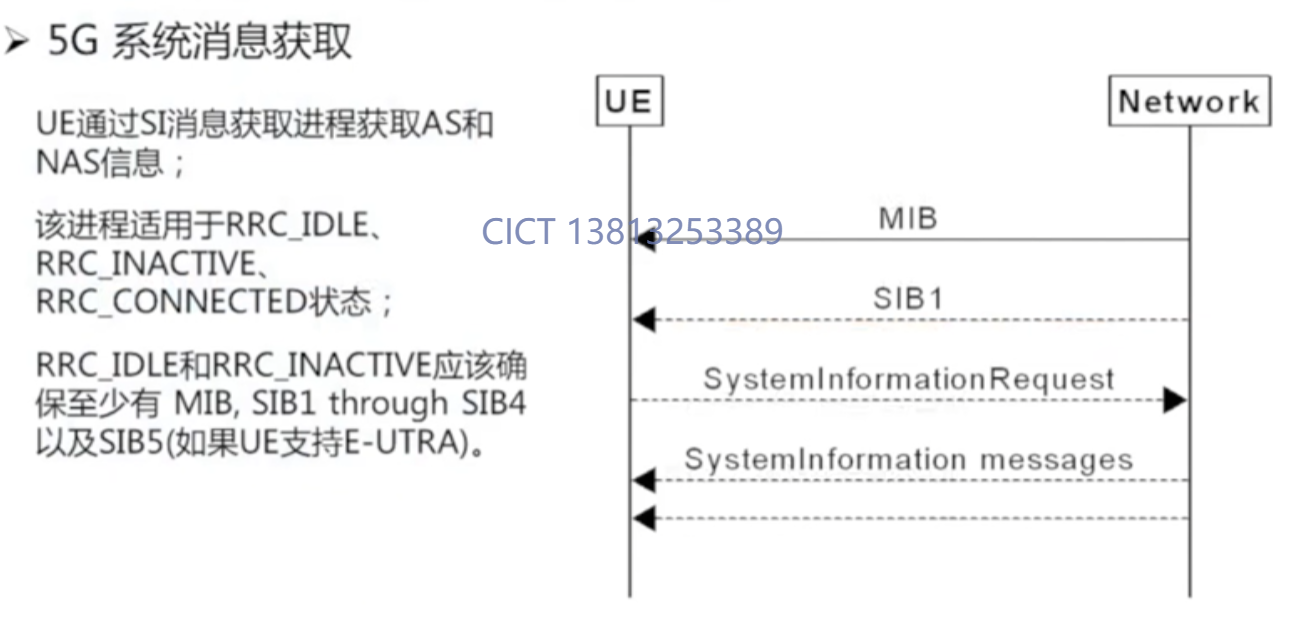 ➢ 5G 系统消息获取
UE通过SI消息获取进程获取AS和
NAS信息；
该进程适用于RRC_IDLE、
RRC_INACTIVE、
RRC_CONNECTED状态；
RRC_IDLE和RRC_INACTIVE应该确
保至少有 MIB, SIB1 through SIB4
以及SIB5(如果UE支持E-UTRA)。
UE
Network
CICT 13813253389
MIB
SIB1
SystemInformationRequest
SystemInformation messages